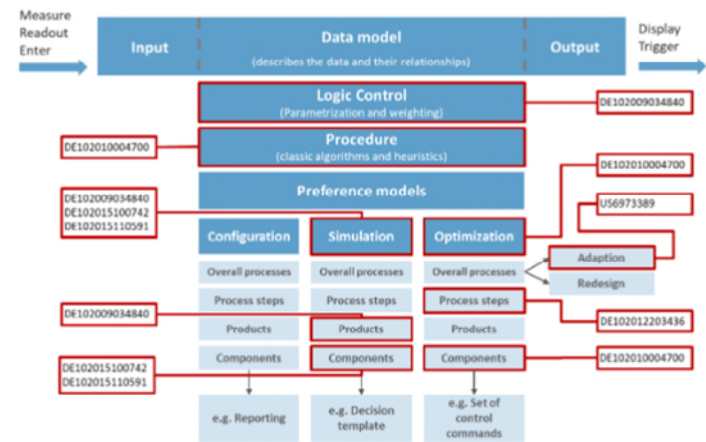 Measure
Readout
Enter
Input
Data model
(describes the data and their relationships)
Output
Display
Trigger
Logic Control
(Parametrization and weighting)
DE102009034840
DE102010004700
Procedure
(classic algorithms and heuristics)
DE102010004700
Preference models
DE102009034840
DE102015100742
DE102015110591
US6973389
Configuration
Simulation
Optimization
Adaption
Overall processes
Overall processes
Overall processes
Redesign
Process steps
Process steps
Process steps
DE102009034840
Products
Products
Products
DE102012203436
Components
Components
Components
DE102010004700
DE102015100742
DE102015110591
e.g. Reporting
e.g. Decision
template
e.g. Set of
control
commands